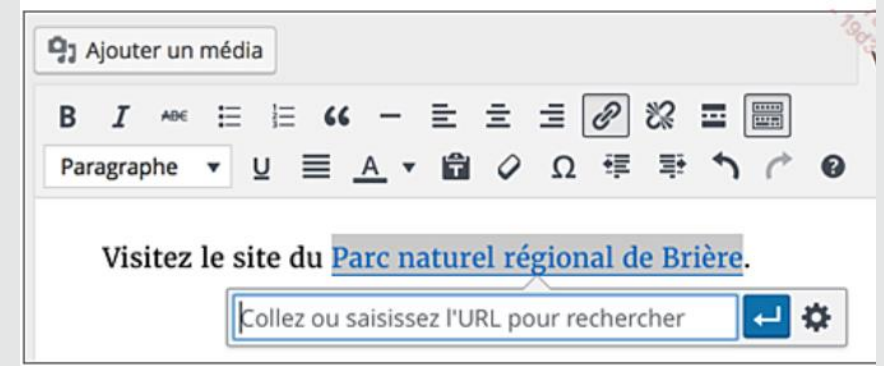 Ajouter un média
B I ABC “ Ω
Paragraphe U A T Ω ?
Visitez le site du Parc naturel régional de Brière.
Collez ou saisissez l'URL pour rechercher